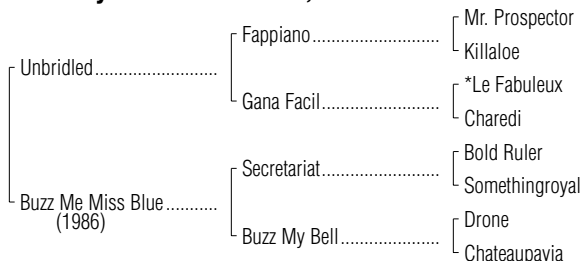 Mr. Prospector
Fappiano
Killaloe
Unbridled
*Le Fabuleux
Gana Facil
Charedi
Bold Ruler
Secretariat
Somethingroyal
Buzz Me Miss Blue
(1986)
Drone
Buzz My Bell
Chateaupavia